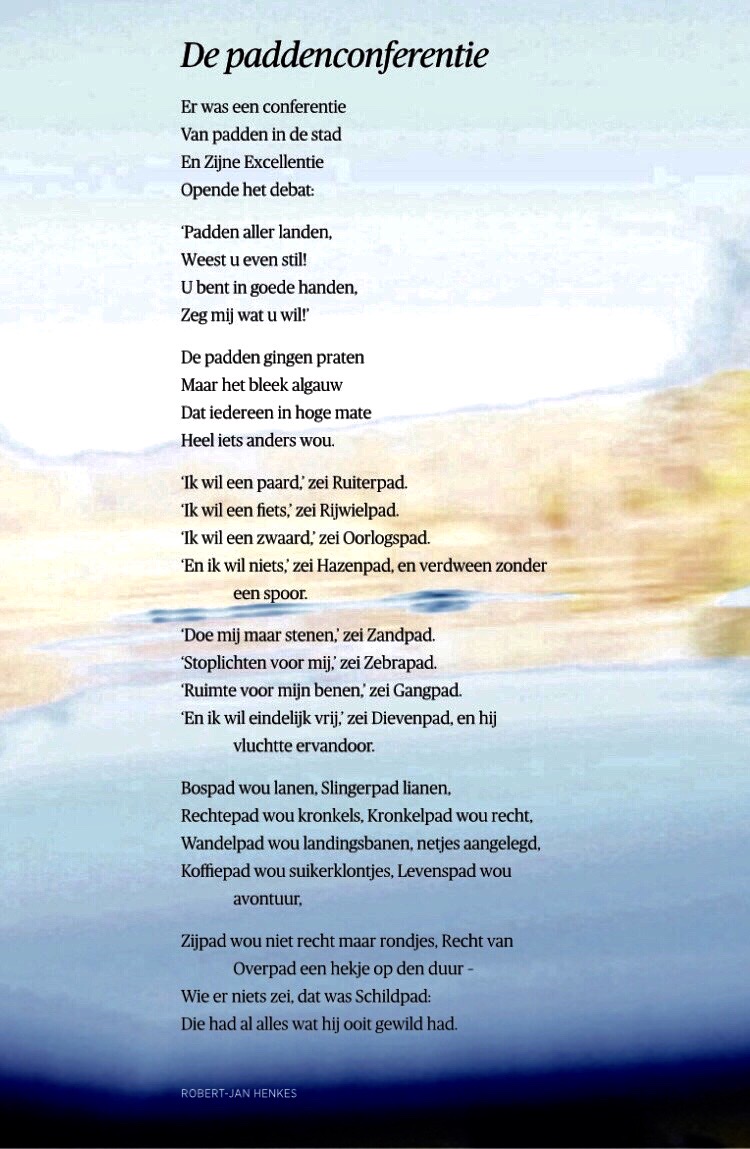 De paddenconferentie
Er was een conferentie
Van padden in de stad
En Zijne Excellentie
Opende het debat:
‘Padden aller landen,
Weest u even stil!
U bent in goede handen,
Zeg mij wat u wil!’
De padden gingen praten
Maar het bleek algauw
Dat iedereen in hoge mate
Heel iets anders wou.
‘Ik wil een paard,’ zei Ruiterpad.
‘Ik wil een fiets,’ zei Rijwielpad.
‘Ik wil een zwaard,’ zei Oorlogspad.
‘En ik wil niets,’ zei Hazenpad, en verdween zonder
een spoor.
‘Doe mij maar stenen,’ zei Zandpad.
‘Stoplichten voor mij,’ zei Zebrapad.
‘Ruimte voor mijn benen,’ zei Gangpad.
‘En ik wil eindelijk vrij,’ zei Dievenpad, en hij
vluchtte ervandoor.
Bospad wou lanen, Slingerpad lianen,
Rechtepad wou kronkels, Kronkelpad wou recht,
Wandelpad wou landingsbanen, netjes aangelegd,
Koffiepad wou suikerklontjes, Levenspad wou
avontuur,
Zijpad wou niet recht maar rondjes, Recht van
Overpad een hekje op den duur –
Wie er niets zei, dat was Schildpad:
Die had al alles wat hij ooit gewild had.
ROBERT-JAN HENKES